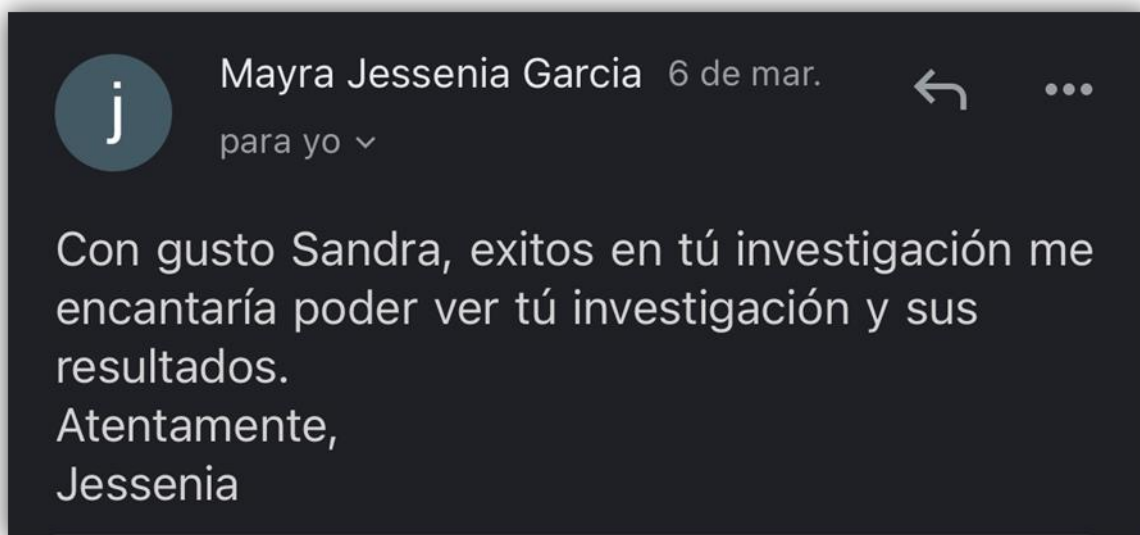 j
Mayra Jessenia Garcia 6 de mar.
para yo
Con gusto Sandra, exitos en tú investigación me
encantaría poder ver tú investigación y sus
resultados.
Atentamente,
Jessenia